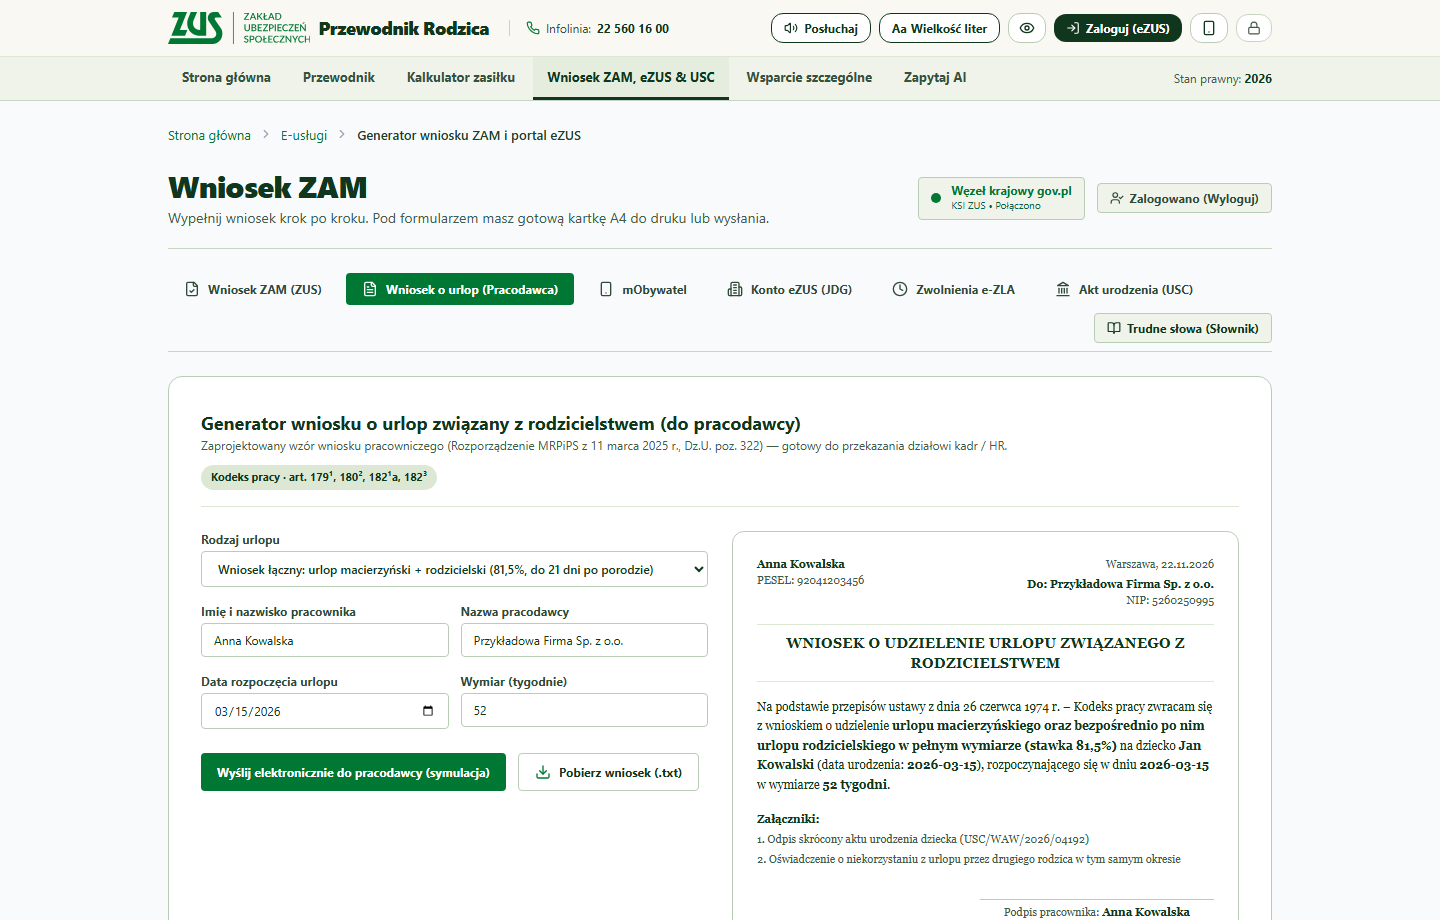 ZUS
ZAKŁAD
UBEZPIECZEŃ
SPOŁECZNYCH
Przewodnik Rodzica
Infolinia: 22 560 16 00
Posłuchaj
Aa Wielkość liter
Zaloguj (eZUS)
Strona główna
Przewodnik
Kalkulator zasiłku
Wniosek ZAM, eZUS & USC
Wsparcie szczególne
Zapytaj AI
Stan prawny: 2026
Strona główna > E-usługi > Generator wniosku ZAM i portal eZUS
Wniosek ZAM
Wypełnij wniosek krok po kroku. Pod formularzem masz gotową kartkę A4 do druku lub wysłania.
Węzeł krajowy gov.pl
KSI ZUS • Połączono
Zalogowano (Wyloguj)
Wniosek ZAM (ZUS)
Wniosek o urlop (Pracodawca)
mObywatel
Konto eZUS (JDG)
Zwolnienia e-ZLA
Akt urodzenia (USC)
Trudne słowa (Słownik)
Generator wniosku o urlop związany z rodzicielstwem (do pracodawcy)
Zaprojektowany wzór wniosku pracowniczego (Rozporządzenie MRPiPS z 11 marca 2025 r., Dz.U. poz. 322) — gotowy do przekazania działowi kadr / HR.
Kodeks pracy · art. 179¹, 180², 182¹a, 182³
Rodzaj urlopu
Wniosek łączny: urlop macierzyński + rodzicielski (81,5%, do 21 dni po porodzie)
Imię i nazwisko pracownika
Anna Kowalska
Nazwa pracodawcy
Przykładowa Firma Sp. z o.o.
Data rozpoczęcia urlopu
03/15/2026
Wymiar (tygodnie)
52
Wyślij elektronicznie do pracodawcy (symulacja)
Pobierz wniosek (.txt)
Anna Kowalska
PESEL: 92041203456
Warszawa, 22.11.2026
Do: Przykładowa Firma Sp. z o.o.
NIP: 5260250995
WNIOSEK O UDZIELENIE URLOPU ZWIĄZANEGO Z
RODZICIELSTWEM
Na podstawie przepisów ustawy z dnia 26 czerwca 1974 r. – Kodeks pracy zwracam się
z wnioskiem o udzielenie urlopu macierzyńskiego oraz bezpośrednio po nim
urlopu rodzicielskiego w pełnym wymiarze (stawka 81,5%) na dziecko Jan
Kowalski (data urodzenia: 2026-03-15), rozpoczynającego się w dniu 2026-03-15
w wymiarze 52 tygodni.
Załączniki:
1. Odpis skrócony aktu urodzenia dziecka (USC/WAW/2026/04192)
2. Oświadczenie o niekorzystaniu z urlopu przez drugiego rodzica w tym samym okresie
Podpis pracownika: Anna Kowalska